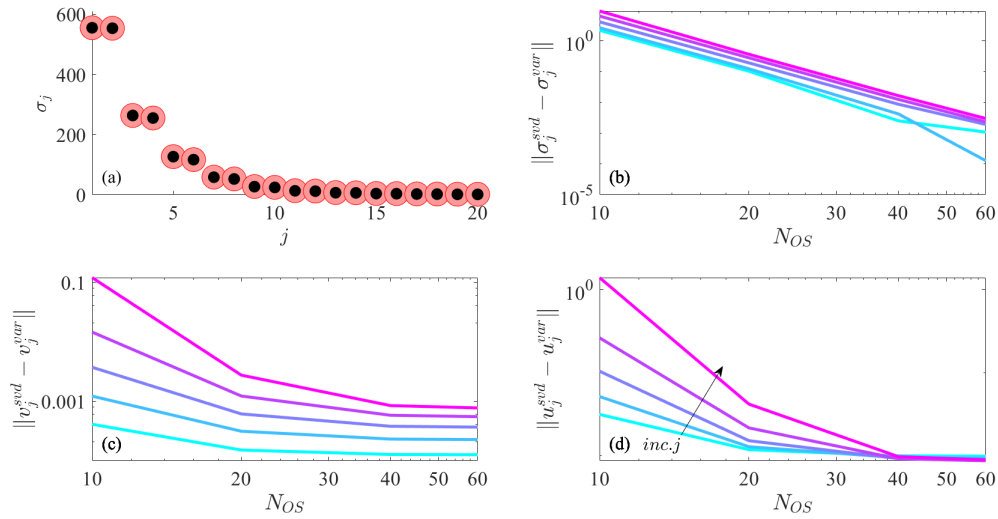 600
400
200
0
σ_j
(a)
5
10
15
20
j
10^0
10^-5
||σ_j^svd − σ_j^var||
(b)
10
20
30
40
50
60
N_OS
0.1
0.001
||v_j^svd − v_j^var||
(c)
10
20
30
40
50
60
N_OS
10^0
||u_j^svd − u_j^var||
(d)
inc.j
10
20
30
40
50
60
N_OS